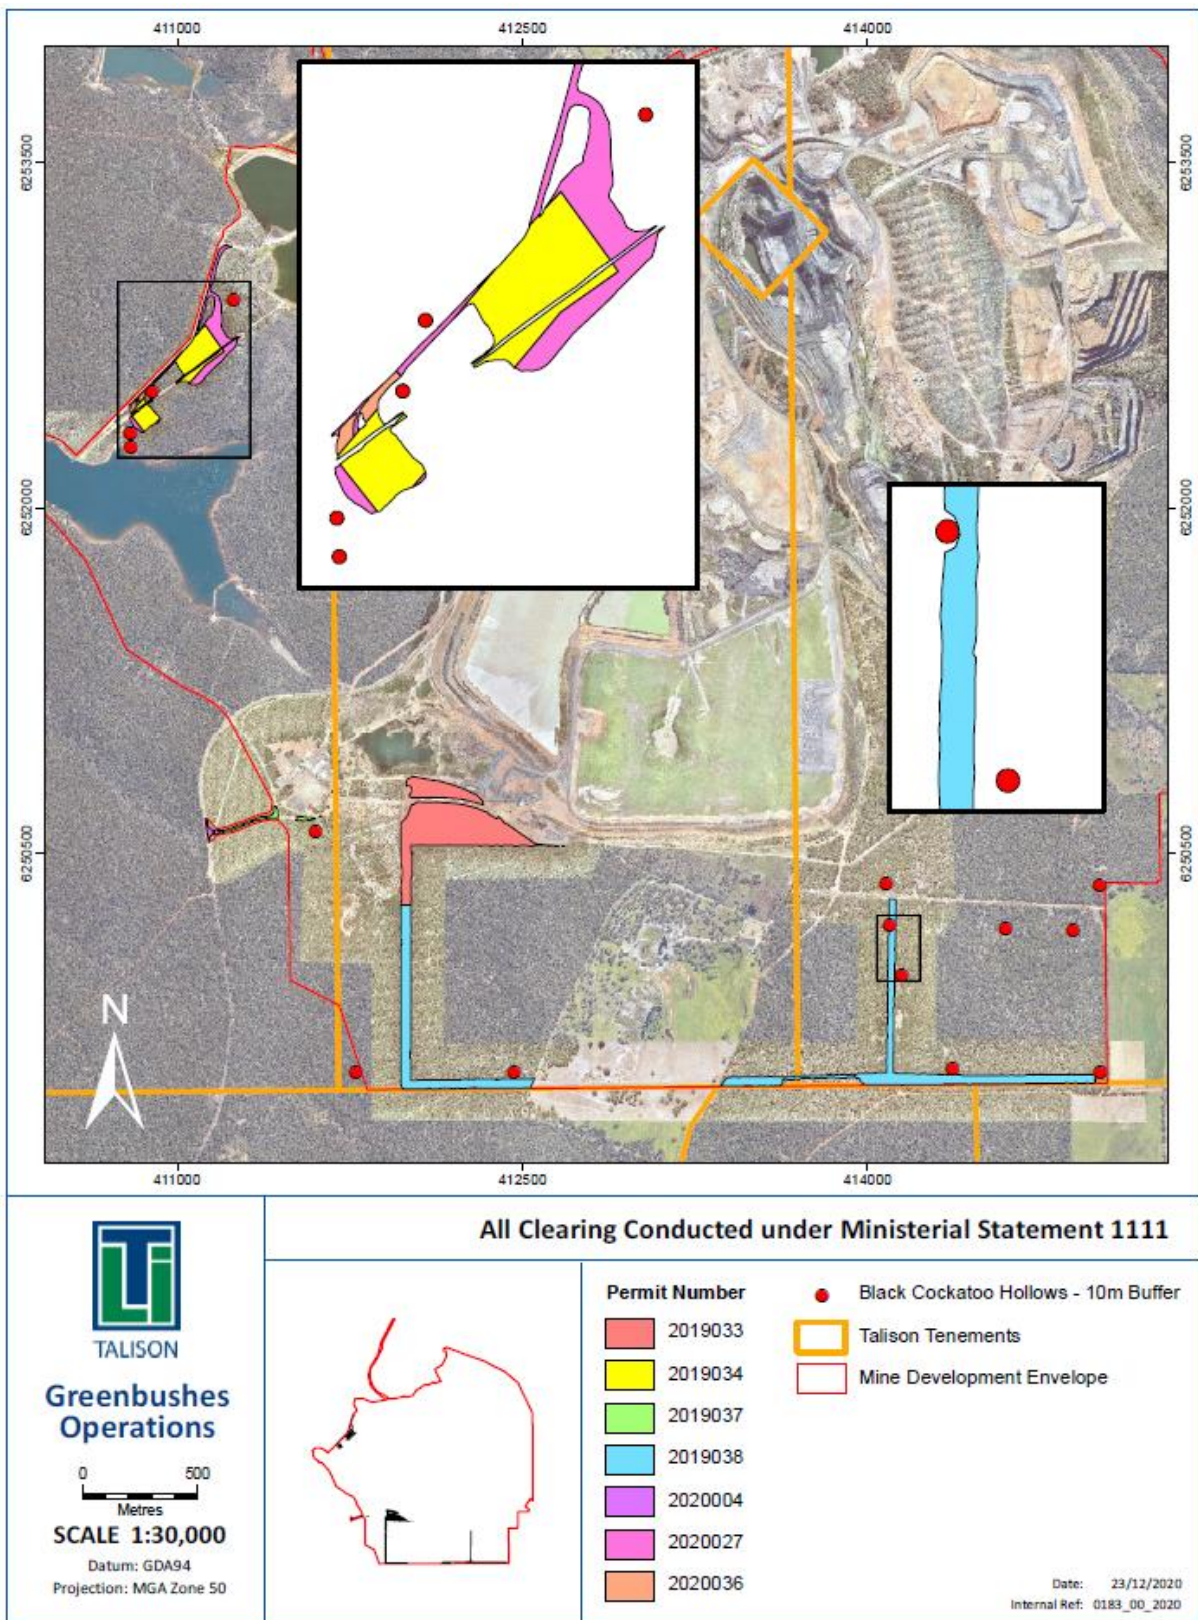 411000
412500
414000
6253500
6253500
6252000
6252000
6250500
6250500
N
411000
412500
414000
TLi
TALISON
Greenbushes
Operations
0 500
Metres
SCALE 1:30,000
Datum: GDA94
Projection: MGA Zone 50
All Clearing Conducted under Ministerial Statement 1111
Permit Number
2019033
2019034
2019037
2019038
2020004
2020027
2020036
Black Cockatoo Hollows - 10m Buffer
Talison Tenements
Mine Development Envelope
Date: 23/12/2020
Internal Ref: 0183_00_2020